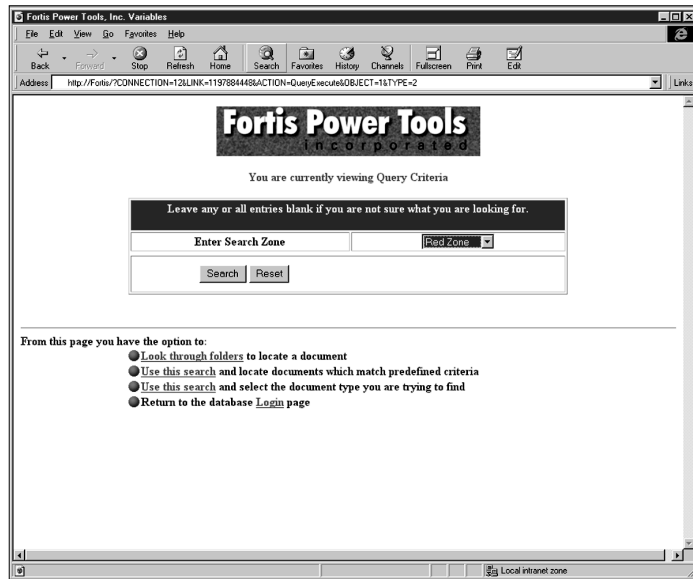 Fortis Power Tools, Inc. Variables
File Edit View Go Favorites Help
Back Forward Stop Refresh Home Search Favorites History Channels Fullscreen Print Edit
Address http://Fortis/?CONNECTION=12&LINK=1197884448&ACTION=QueryExecute&OBJECT=1&TYPE=2 Links
Fortis Power Tools
incorporated
You are currently viewing Query Criteria
Leave any or all entries blank if you are not sure what you are looking for.
Enter Search Zone Red Zone
Search Reset
From this page you have the option to:
Look through folders to locate a document
Use this search and locate documents which match predefined criteria
Use this search and select the document type you are trying to find
Return to the database Login page
Local intranet zone